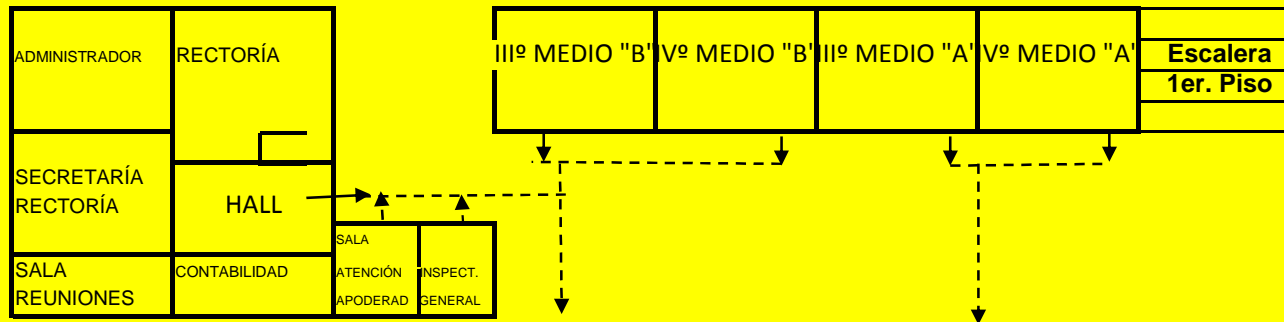 ADMINISTRADOR
RECTORÍA
IIIº MEDIO "B"
IVº MEDIO "B"
IIIº MEDIO "A"
IVº MEDIO "A"
Escalera
1er. Piso
SECRETARÍA
RECTORÍA
HALL
SALA
REUNIONES
CONTABILIDAD
SALA
ATENCIÓN
APODERAD
INSPECT.
GENERAL